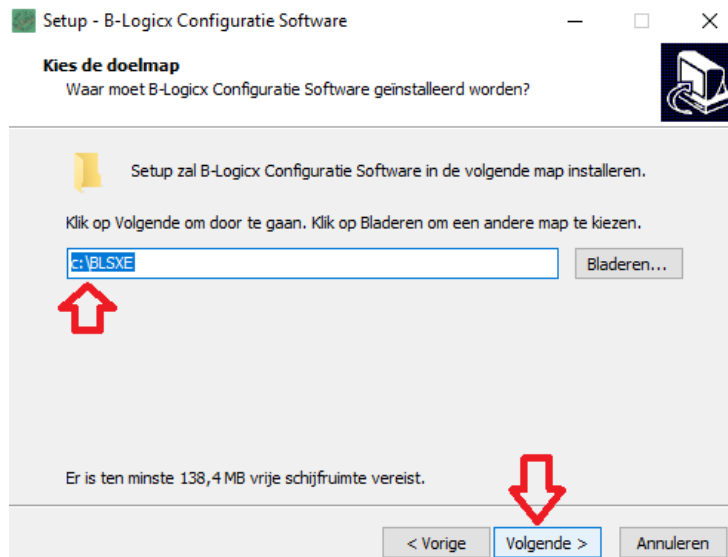 Setup - B-Logicx Configuratie Software
Kies de doelmap
Waar moet B-Logicx Configuratie Software geïnstalleerd worden?
Setup zal B-Logicx Configuratie Software in de volgende map installeren.
Klik op Volgende om door te gaan. Klik op Bladeren om een andere map te kiezen.
c:\BLSXE
Bladeren...
Er is ten minste 138,4 MB vrije schijfruimte vereist.
< Vorige
Volgende >
Annuleren